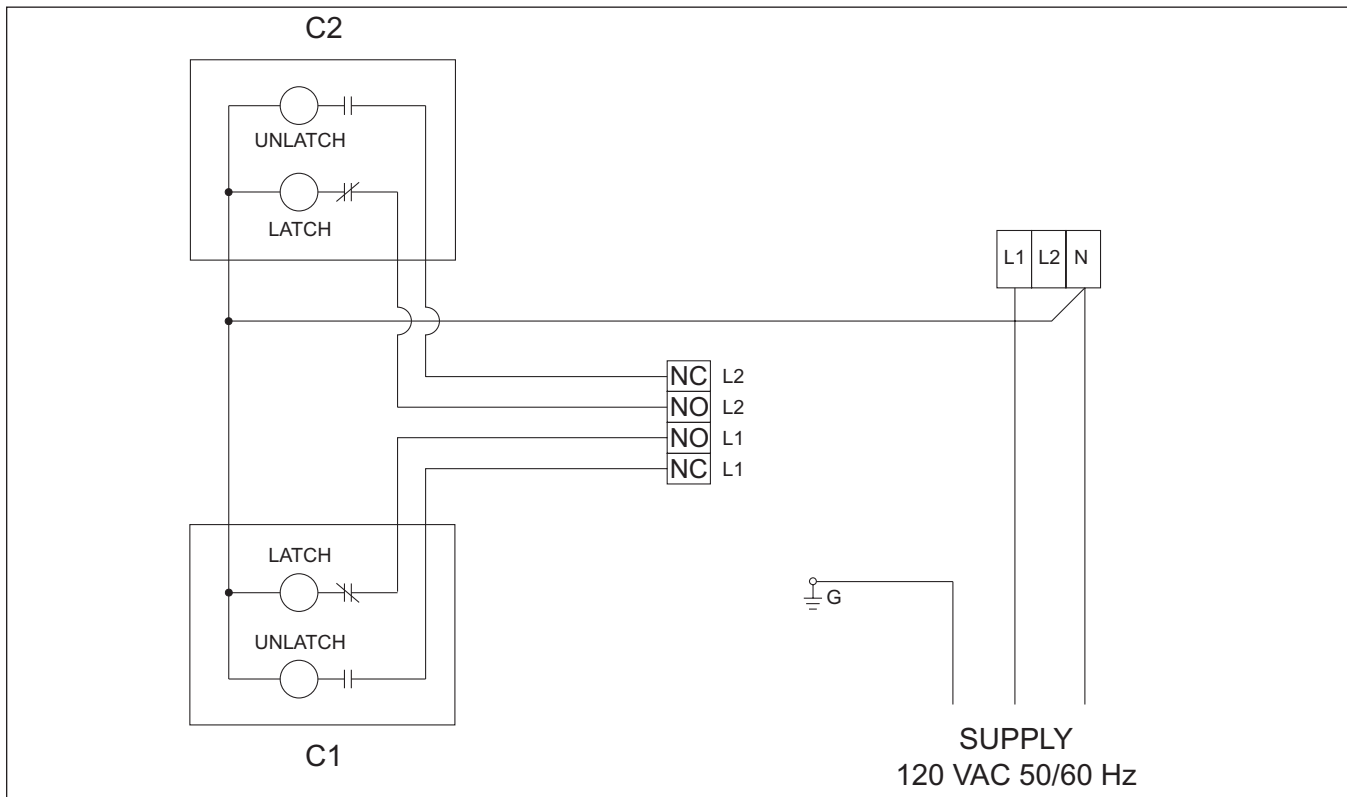 C2
UNLATCH
LATCH
L1 L2 N
NC L2
NO L2
NO L1
NC L1
LATCH
G
UNLATCH
C1
SUPPLY
120 VAC 50/60 Hz